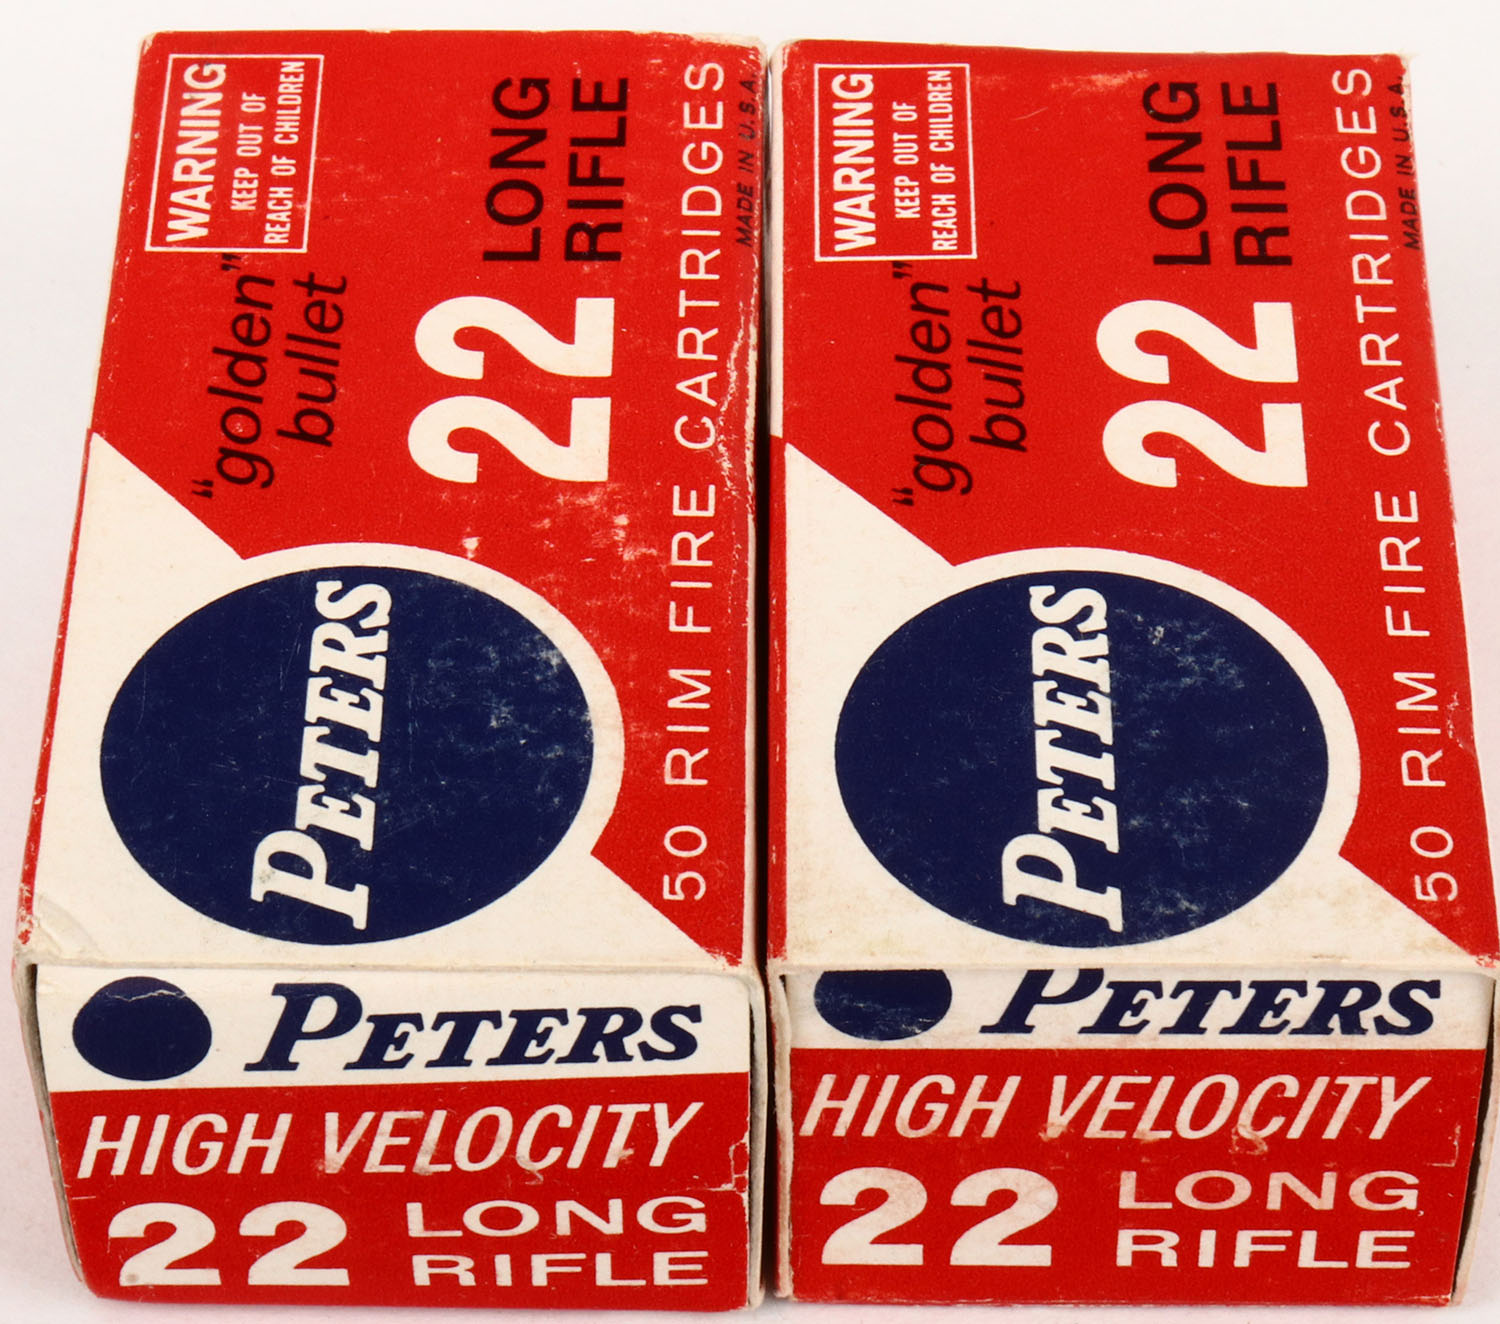 WARNING
KEEP OUT OF
REACH OF CHILDREN
"golden"
bullet
22 LONG
RIFLE
PETERS
50 RIM FIRE CARTRIDGES
MADE IN U.S.A.
PETERS
HIGH VELOCITY
22 LONG
RIFLE
WARNING
KEEP OUT OF
REACH OF CHILDREN
"golden"
bullet
22 LONG
RIFLE
PETERS
50 RIM FIRE CARTRIDGES
MADE IN U.S.A.
PETERS
HIGH VELOCITY
22 LONG
RIFLE